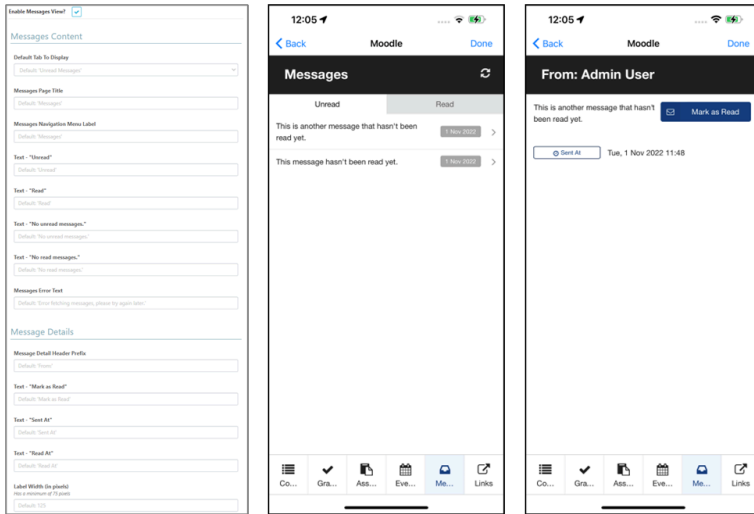 Enable Messages View?
Messages Content
Default Tab To Display
Default: 'Unread Messages'
Messages Page Title
Default: 'Messages'
Messages Navigation Menu Label
Default: 'Messages'
Text - "Unread"
Default: 'Unread'
Text - "Read"
Default: 'Read'
Text - "No unread messages."
Default: 'No unread messages.'
Text - "No read messages."
Default: 'No read messages.'
Messages Error Text
Default: 'Error fetching messages, please try again later.'
Message Details
Message Detail Header Prefix
Default: 'From:'
Text - "Mark as Read"
Default: 'Mark as Read'
Text - "Sent At"
Default: 'Sent At:'
Text - "Read At"
Default: 'Read At:'
Label Width (in pixels)
Has a minimum of 75 pixels
Default: 125
12:05
Back Moodle Done
Messages
Unread Read
This is another message that hasn't been
read yet.
1 Nov 2022
This message hasn't been read yet. 1 Nov 2022
Co... Gra... Ass... Eve... Me... Links
12:05
Back Moodle Done
From: Admin User
This is another message that hasn't
been read yet.
Mark as Read
Sent At Tue, 1 Nov 2022 11:48
Co... Gra... Ass... Eve... Me... Links